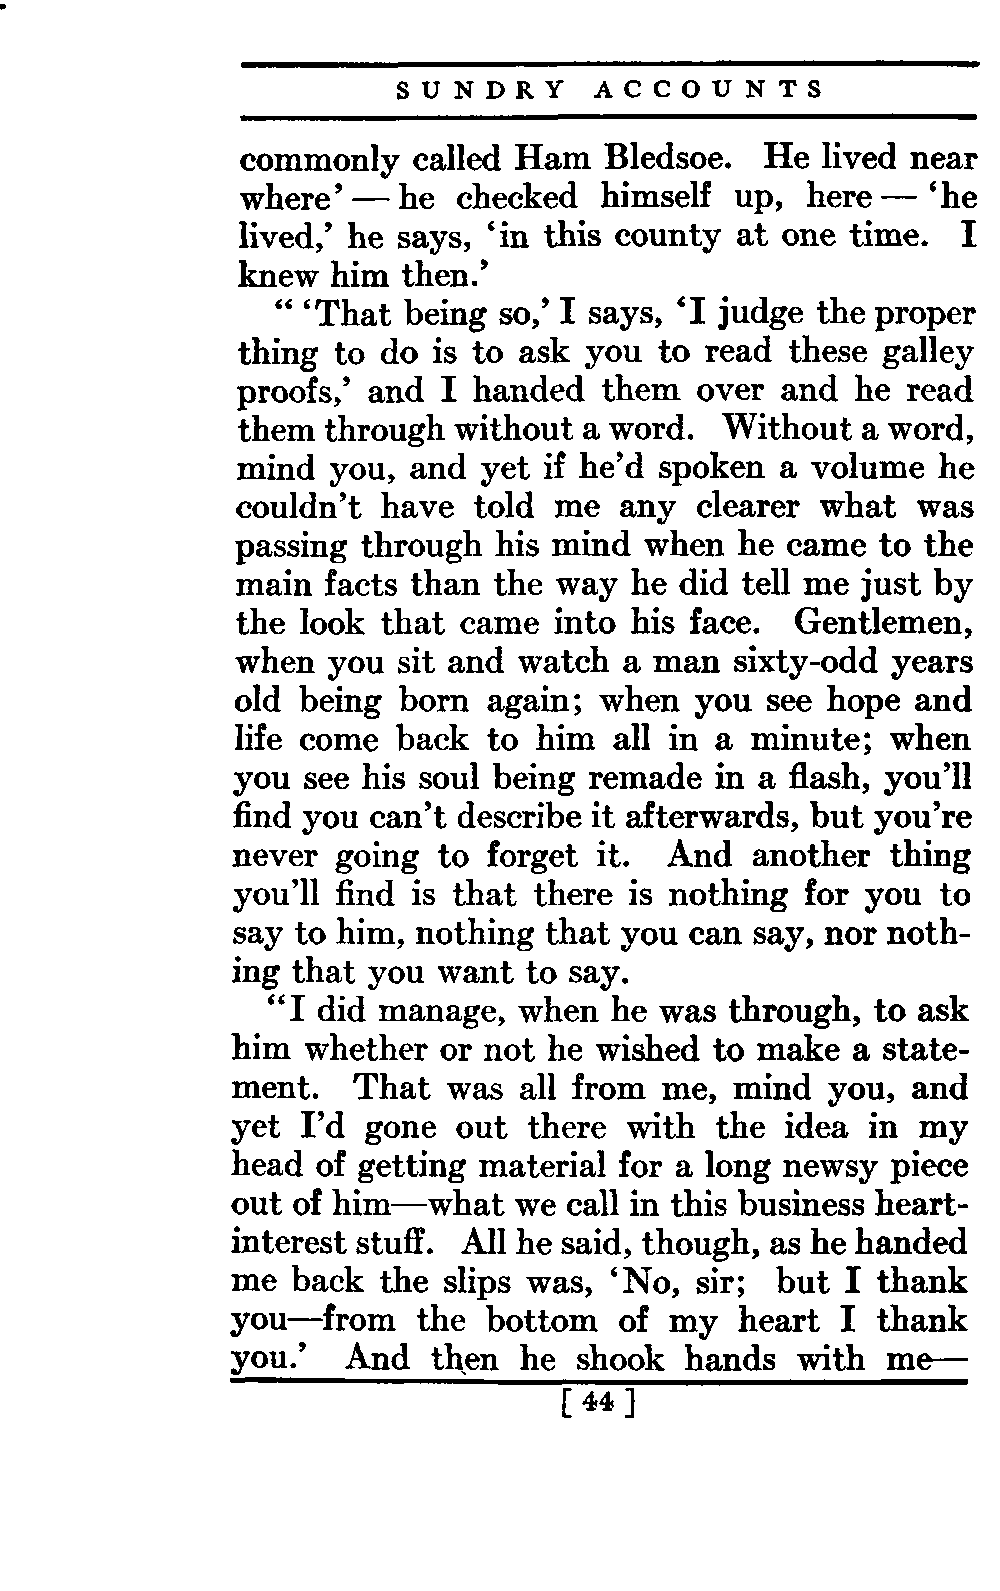 SUNDRY ACCOUNTS
commonly called Ham Bledsoe. He lived near
where’ — he checked himself up, here — ‘he
lived,’ he says, ‘in this county at one time. I
knew him then.’
“ ‘That being so,’ I says, ‘I judge the proper
thing to do is to ask you to read these galley
proofs,’ and I handed them over and he read
them through without a word. Without a word,
mind you, and yet if he’d spoken a volume he
couldn’t have told me any clearer what was
passing through his mind when he came to the
main facts than the way he did tell me just by
the look that came into his face. Gentlemen,
when you sit and watch a man sixty-odd years
old being born again; when you see hope and
life come back to him all in a minute; when
you see his soul being remade in a flash, you’ll
find you can’t describe it afterwards, but you’re
never going to forget it. And another thing
you’ll find is that there is nothing for you to
say to him, nothing that you can say, nor noth-
ing that you want to say.
“I did manage, when he was through, to ask
him whether or not he wished to make a state-
ment. That was all from me, mind you, and
yet I’d gone out there with the idea in my
head of getting material for a long newsy piece
out of him—what we call in this business heart-
interest stuff. All he said, though, as he handed
me back the slips was, ‘No, sir; but I thank
you—from the bottom of my heart I thank
you.’ And then he shook hands with me—
[ 44 ]